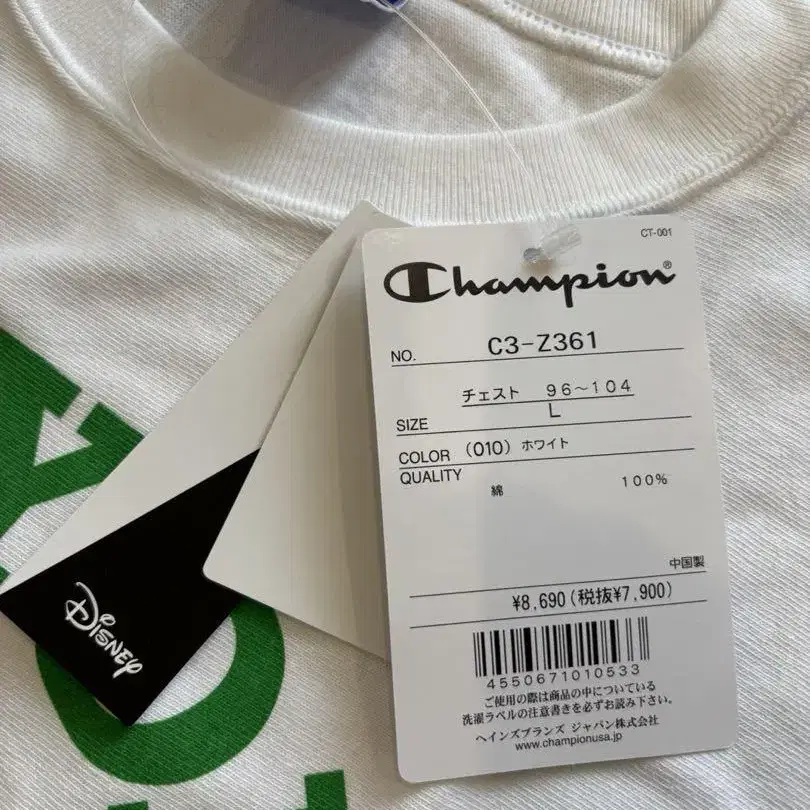 CT-001
Champion®
NO. C3-Z361
チェスト 96～104
SIZE L
COLOR (010) ホワイト
QUALITY
綿 100%
中国製
¥8,690(税抜¥7,900)
4550671010533
ご使用の際は商品の中についている
洗濯ラベルの注意書きを必ずお読み下さい。
ヘインズブランズ ジャパン株式会社
www.championusa.jp
Disney
Y
O